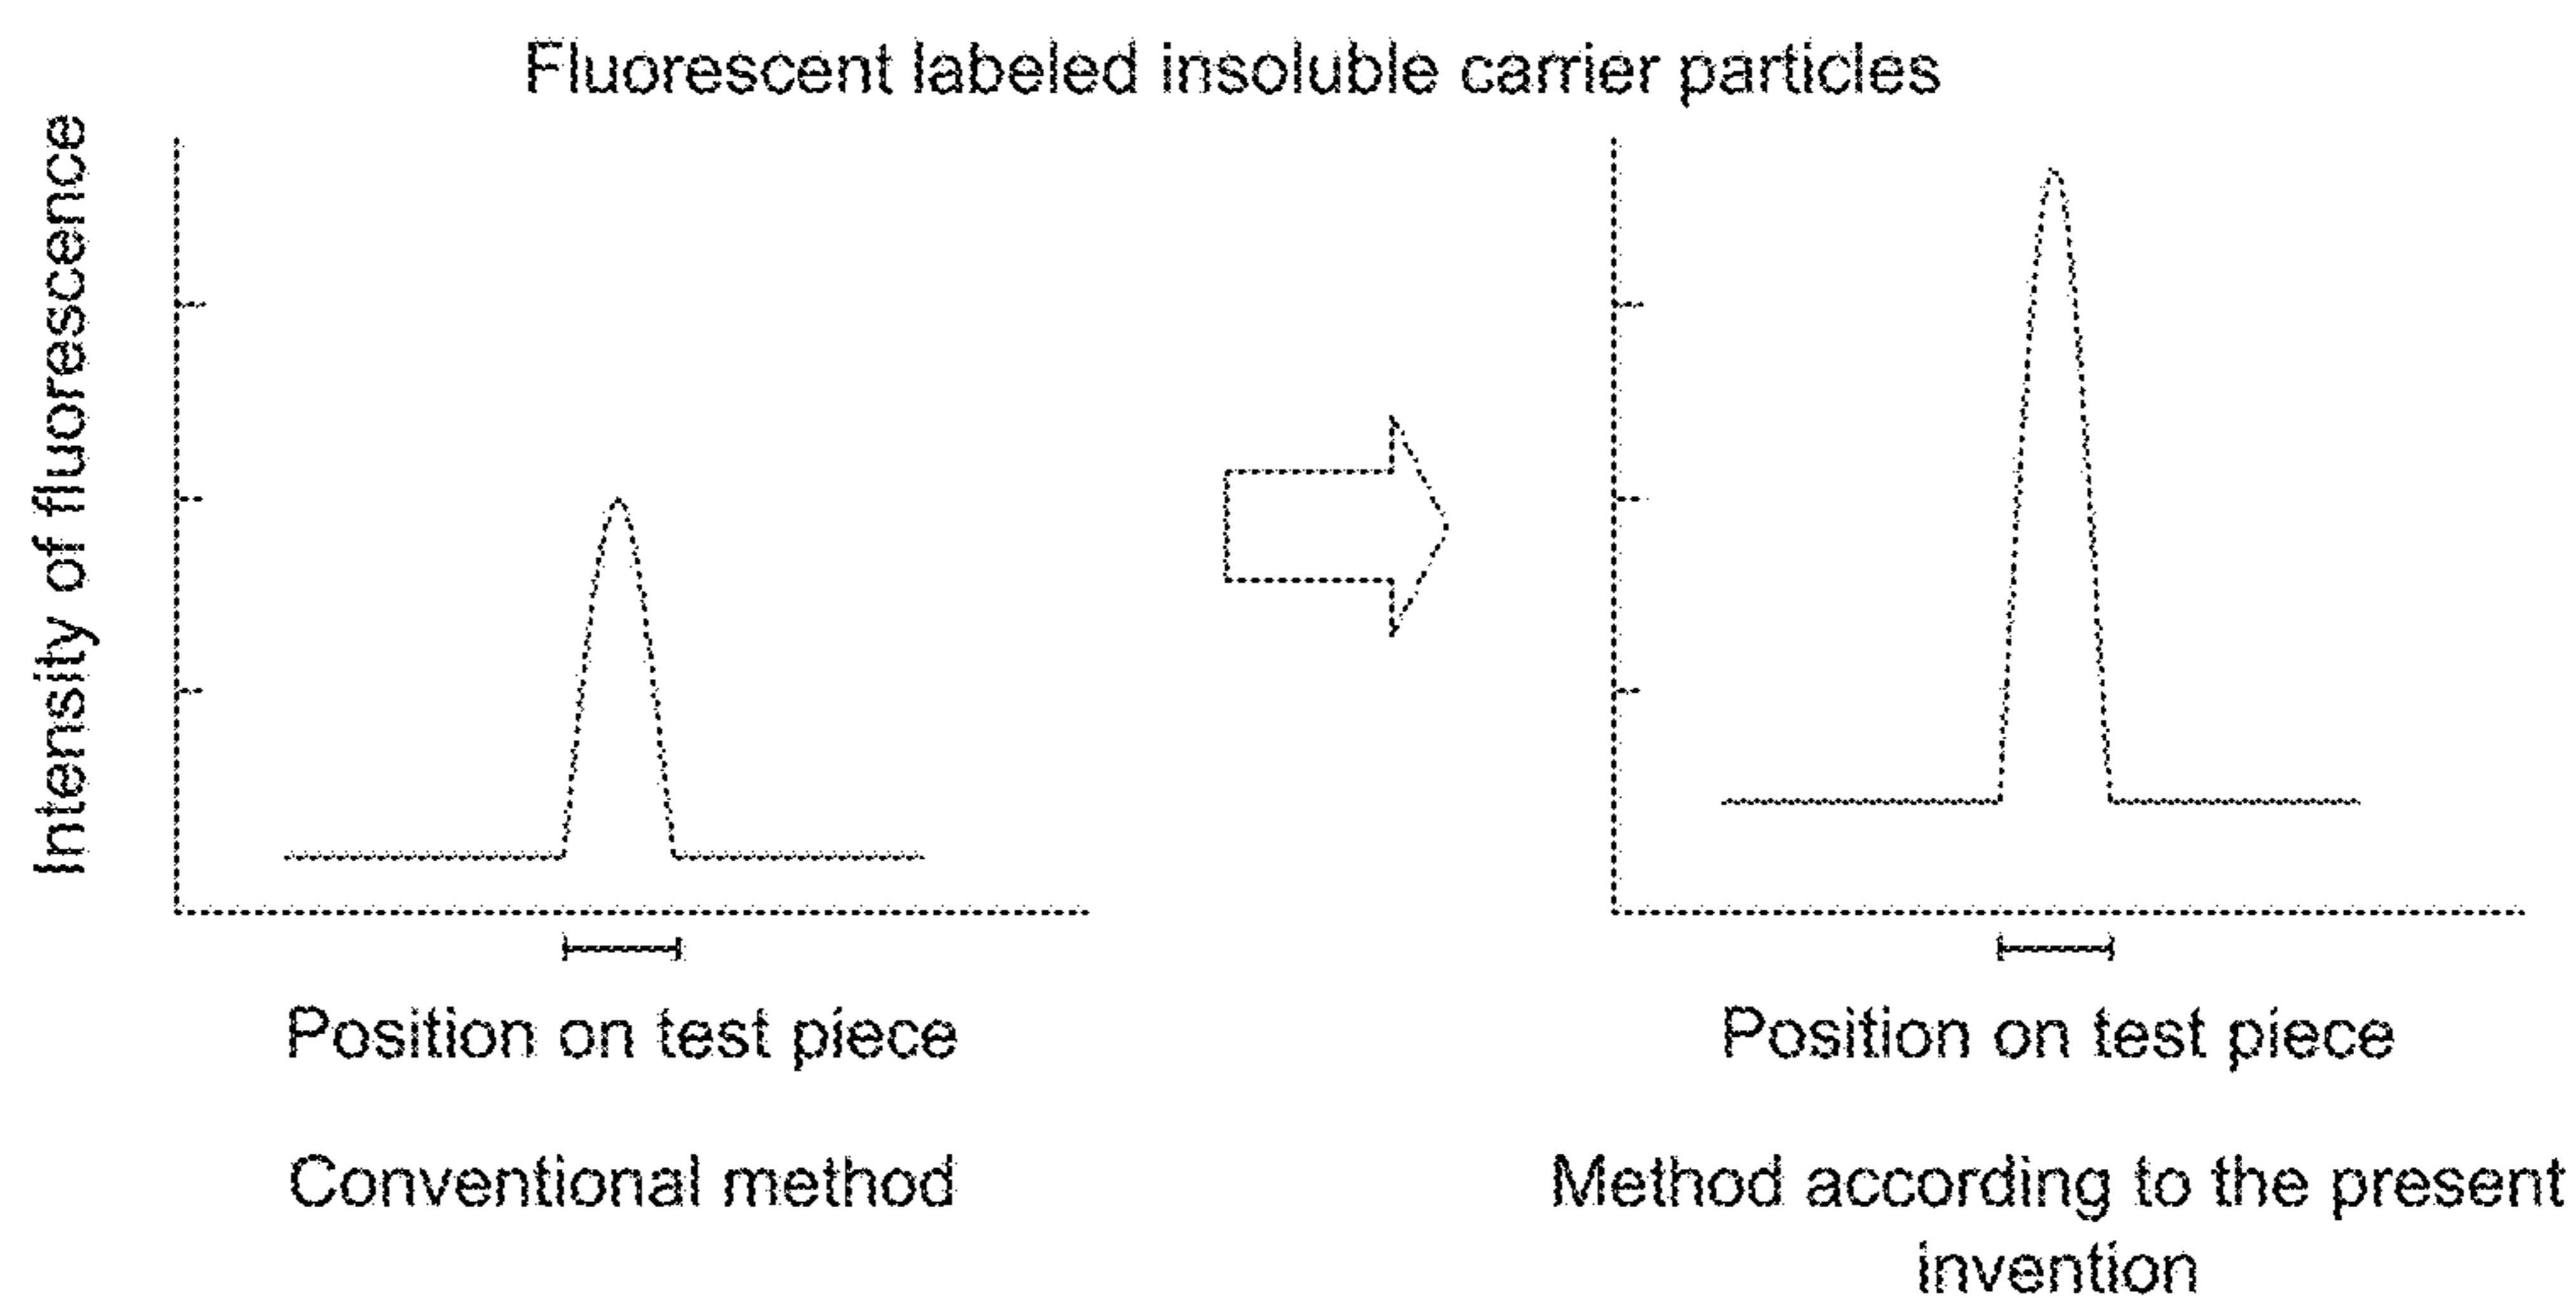 Fluorescent labeled insoluble carrier particles
Intensity of fluorescence
Position on test piece
Position on test piece
Conventional method
Method according to the present
invention